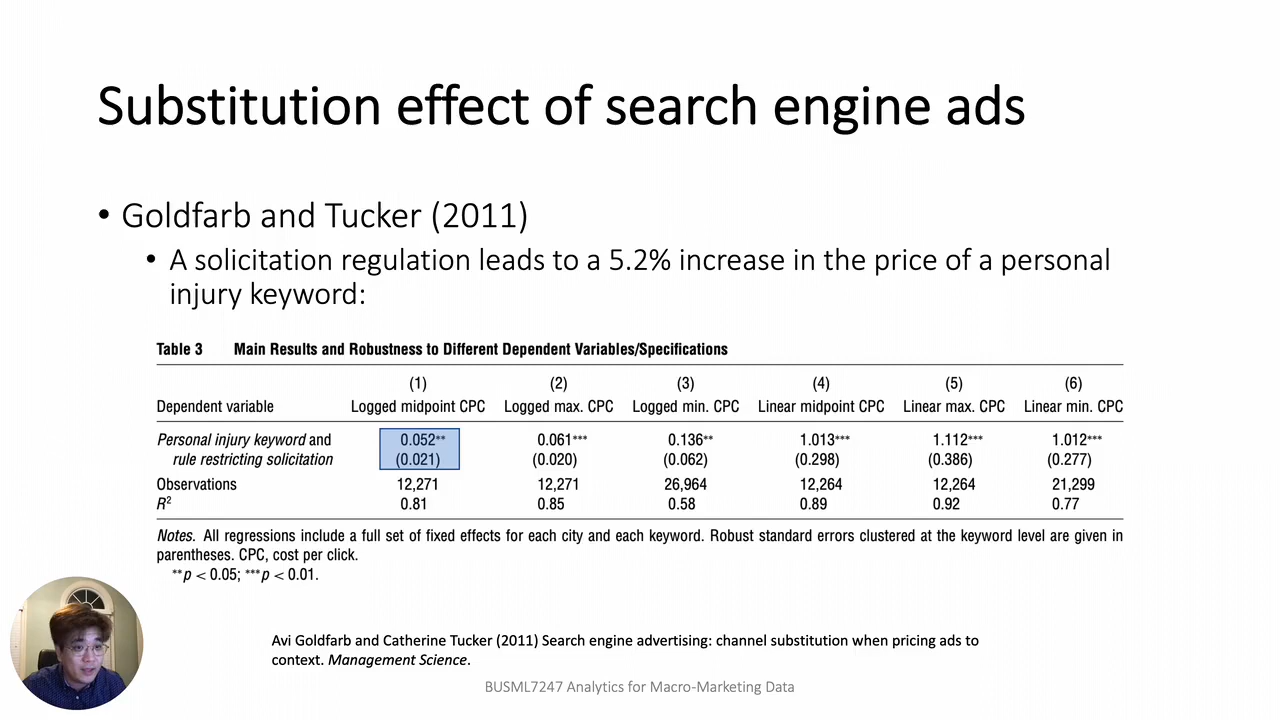 Substitution effect of search engine ads
• Goldfarb and Tucker (2011)
• A solicitation regulation leads to a 5.2% increase in the price of a personal
injury keyword:
Table 3 Main Results and Robustness to Different Dependent Variables/Specifications
(1) (2) (3) (4) (5) (6)
Dependent variable Logged midpoint CPC Logged max. CPC Logged min. CPC Linear midpoint CPC Linear max. CPC Linear min. CPC
Personal injury keyword and 0.052** 0.061*** 0.136** 1.013*** 1.112*** 1.012***
rule restricting solicitation (0.021) (0.020) (0.062) (0.298) (0.386) (0.277)
Observations 12,271 12,271 26,964 12,264 12,264 21,299
R² 0.81 0.85 0.58 0.89 0.92 0.77
Notes. All regressions include a full set of fixed effects for each city and each keyword. Robust standard errors clustered at the keyword level are given in
parentheses. CPC, cost per click.
**p < 0.05; ***p < 0.01.
Avi Goldfarb and Catherine Tucker (2011) Search engine advertising: channel substitution when pricing ads to
context. Management Science.
BUSML7247 Analytics for Macro-Marketing Data